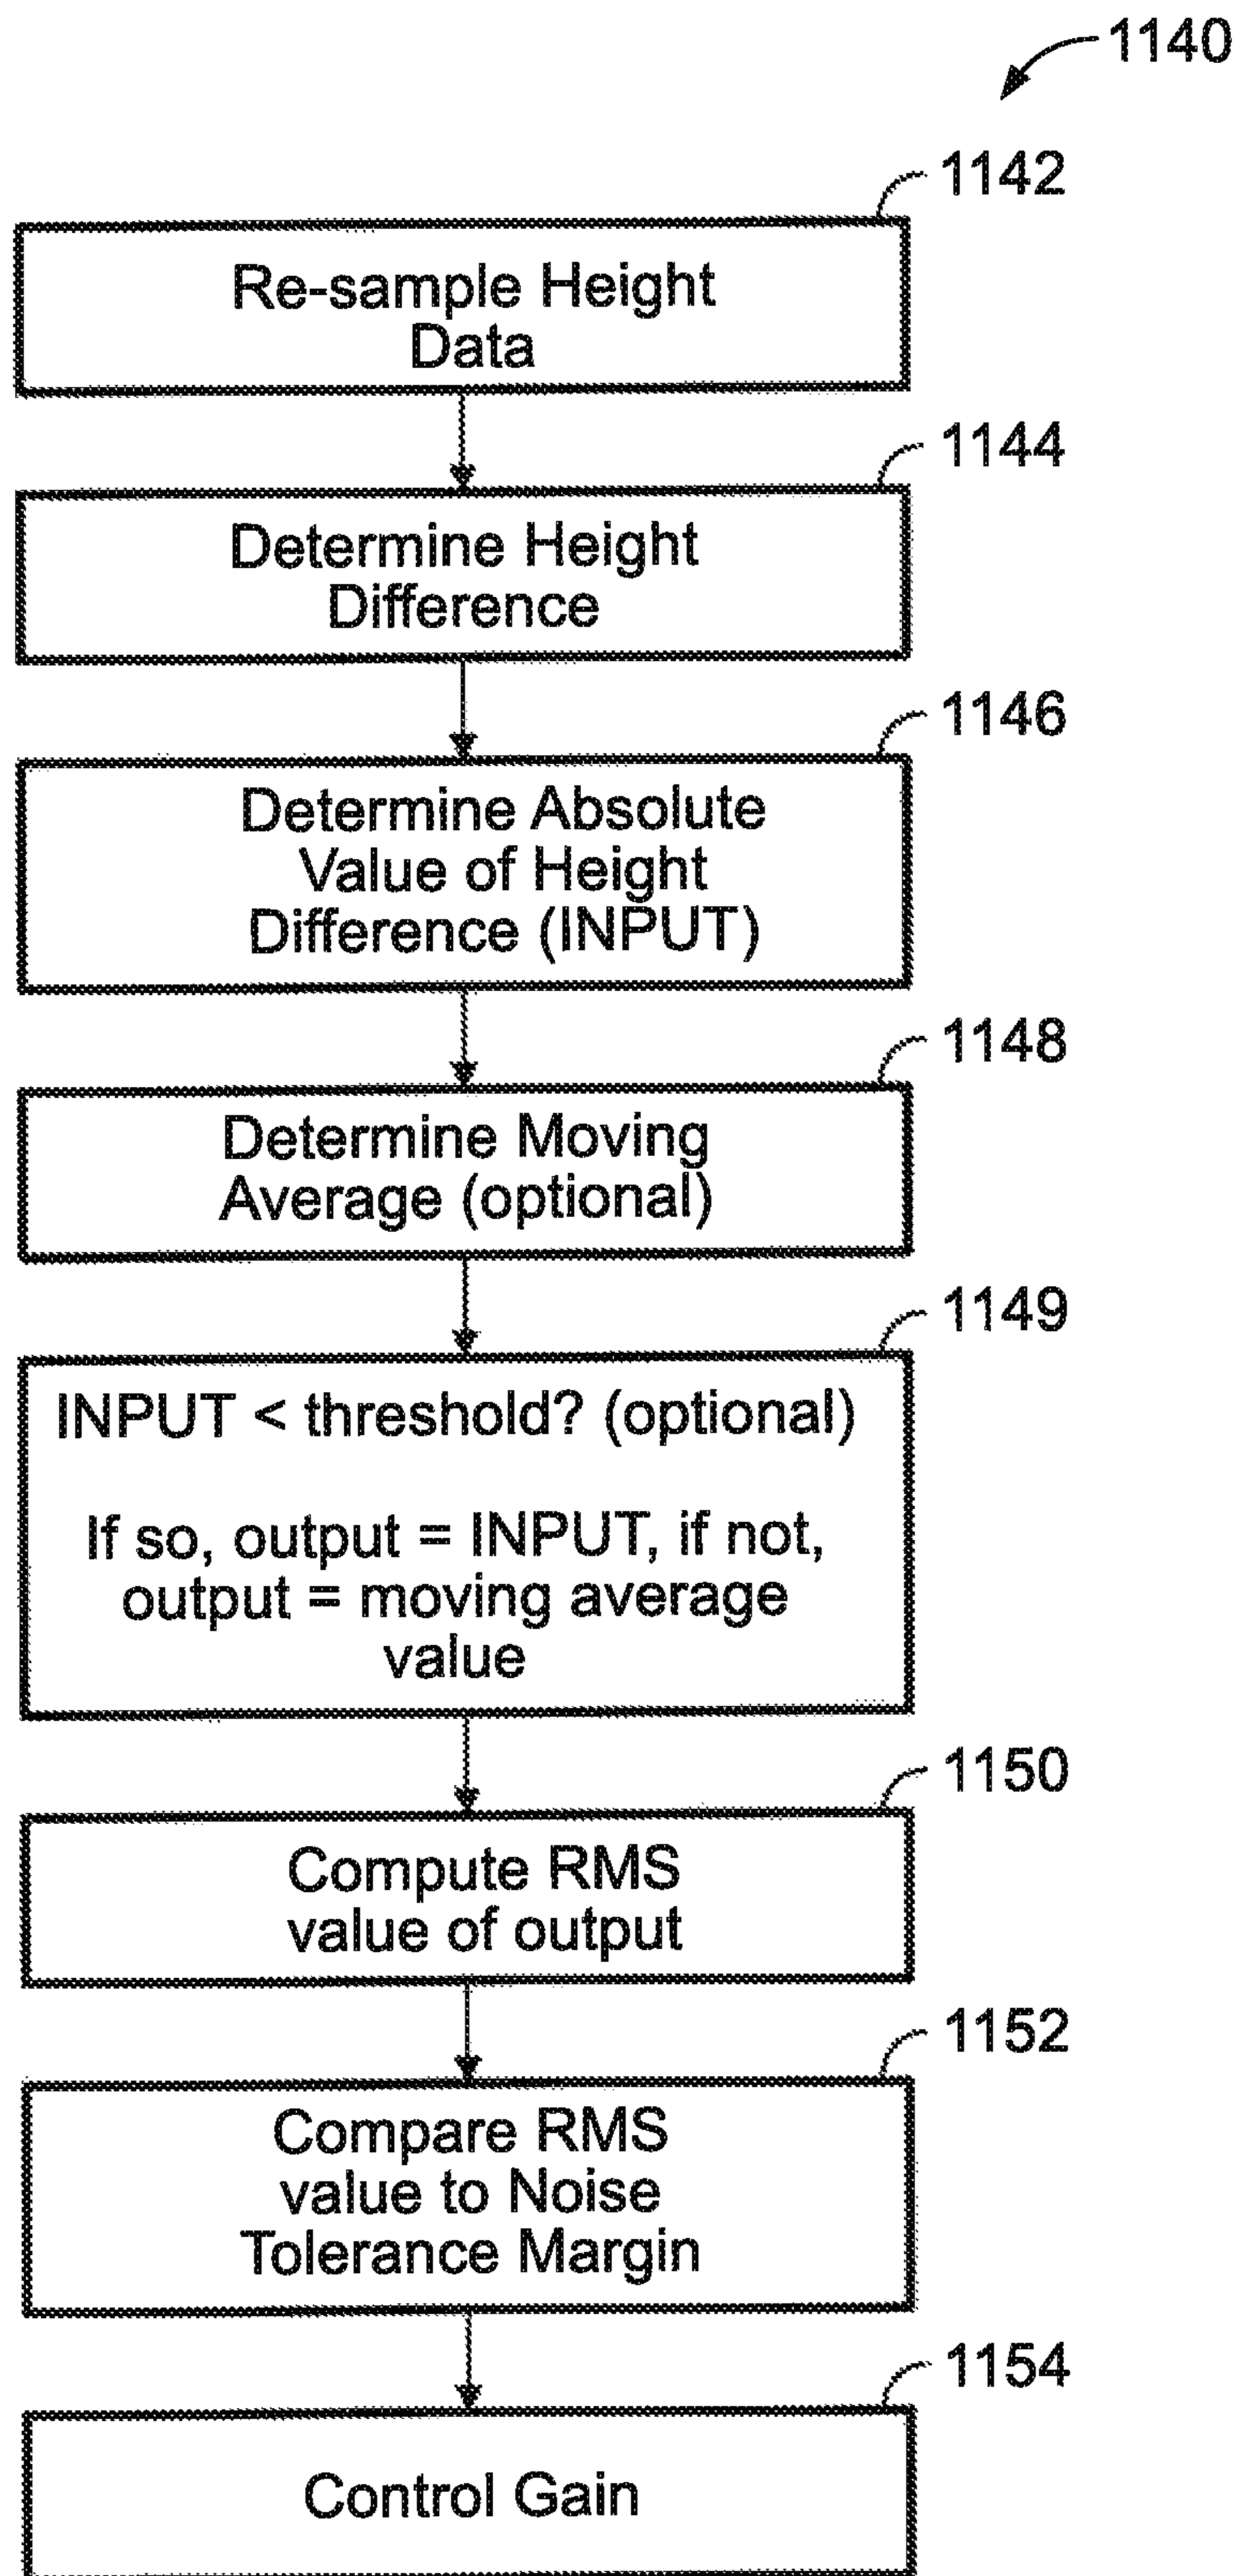 1140
1142
Re-sample Height
Data
1144
Determine Height
Difference
1146
Determine Absolute
Value of Height
Difference (INPUT)
1148
Determine Moving
Average (optional)
1149
INPUT < threshold? (optional)
If so, output = INPUT, if not,
output = moving average
value
1150
Compute RMS
value of output
1152
Compare RMS
value to Noise
Tolerance Margin
1154
Control Gain